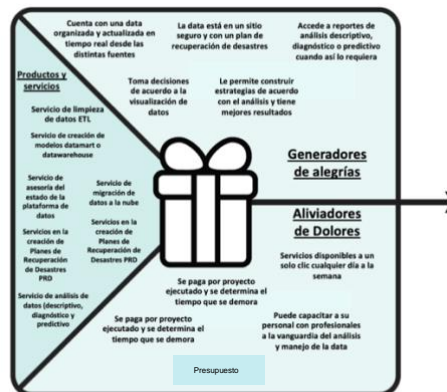 Cuenta con una data
organizada y actualizada en
tiempo real desde las
distintas fuentes
La data está en un sitio
seguro y con un plan de
recuperación de desastres
Accede a reportes de
análisis descriptivo,
diagnóstico o predictivo
cuando así lo requiera
Toma decisiones
de acuerdo a la
visualización de
datos
Le permite construir
estrategias de acuerdo
con el análisis y tiene
mejores resultados
Productos y
servicios
Servicio de limpieza
de datos ETL
Servicio de creación de
modelos datamart o
datawarehouse
Servicio de
asesoría del
estado de la
plataforma de
datos
Servicio de
migración de
datos a la nube
Servicios en la
creación de
Planes de
Recuperación
de Desastres
PRD
Servicios en la
creación de
Planes de
Recuperación de
Desastres PRD
Servicio de análisis de
datos (descriptivo,
diagnóstico y
predictivo
Generadores
de alegrías
Aliviadores
de Dolores
Servicios disponibles a un
solo clic cualquier día a la
semana
Se paga por proyecto
ejecutado y se determina el
tiempo que se demora
Se paga por proyecto
ejecutado y se determina el
tiempo que se demora
Puede capacitar a su
personal con profesionales
a la vanguardia del análisis
y manejo de la data
Presupuesto